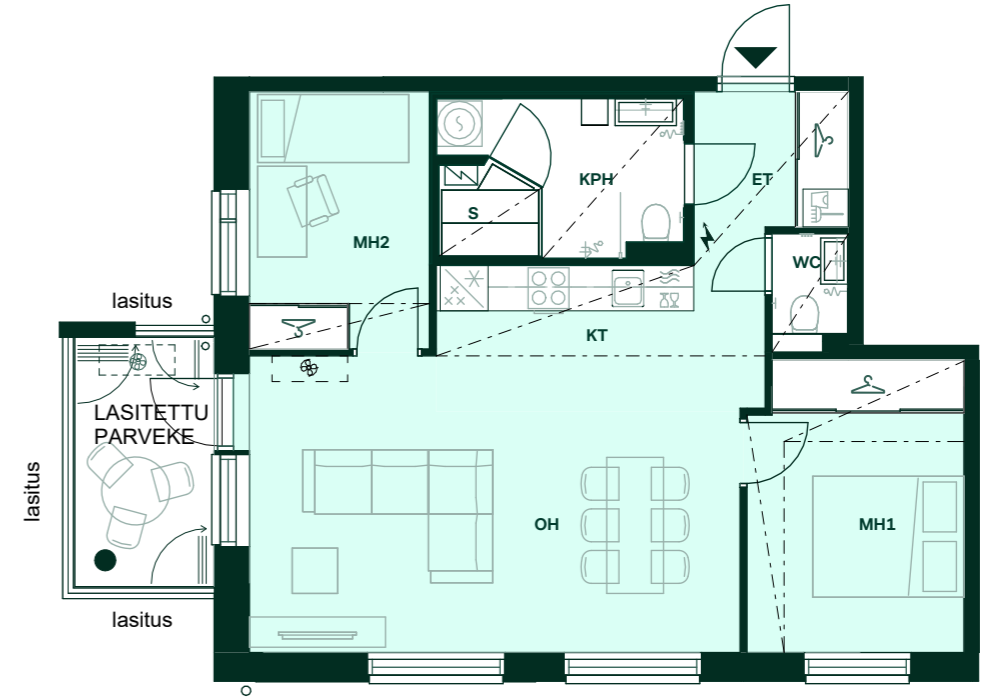 KPH
ET
S
MH2
WC
lasitus
KT
LASITETTU
PARVEKE
lasitus
OH
MH1
lasitus